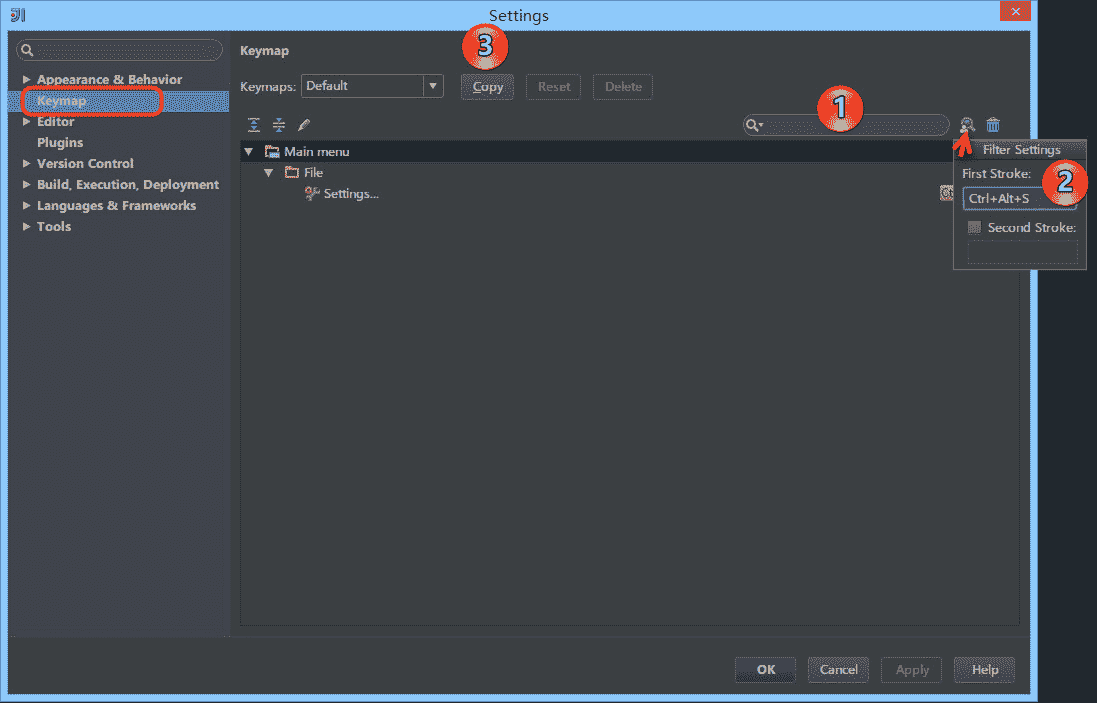 Settings
Keymap
Appearance & Behavior
Keymap
Editor
Plugins
Version Control
Build, Execution, Deployment
Languages & Frameworks
Tools
3
Keymaps: Default Copy Reset Delete
1
Main menu
File
Settings...
Filter Settings
First Stroke:
2
Ctrl+Alt+S
Second Stroke:
OK Cancel Apply Help